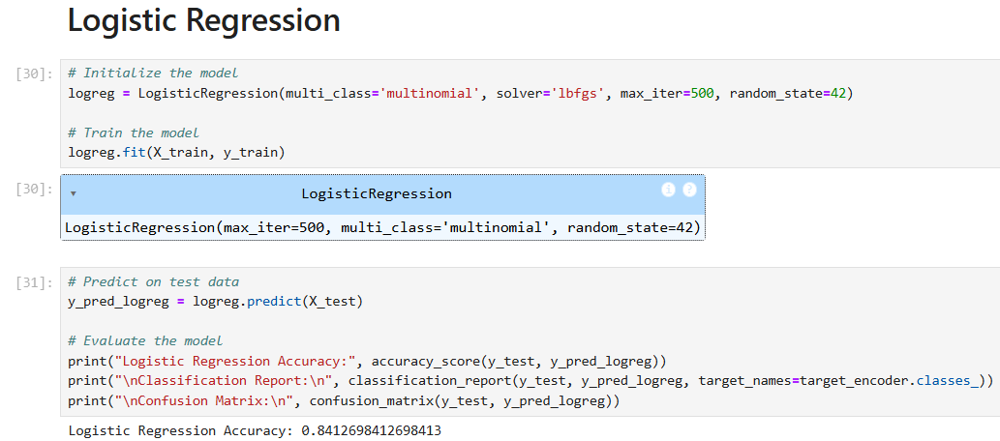 Logistic Regression
[30]: # Initialize the model
logreg = LogisticRegression(multi_class='multinomial', solver='lbfgs', max_iter=500, random_state=42)
# Train the model
logreg.fit(X_train, y_train)
[30]: ▾ LogisticRegression i ?
LogisticRegression(max_iter=500, multi_class='multinomial', random_state=42)
[31]: # Predict on test data
y_pred_logreg = logreg.predict(X_test)
# Evaluate the model
print("Logistic Regression Accuracy:", accuracy_score(y_test, y_pred_logreg))
print("\nClassification Report:\n", classification_report(y_test, y_pred_logreg, target_names=target_encoder.classes_))
print("\nConfusion Matrix:\n", confusion_matrix(y_test, y_pred_logreg))
Logistic Regression Accuracy: 0.8412698412698413